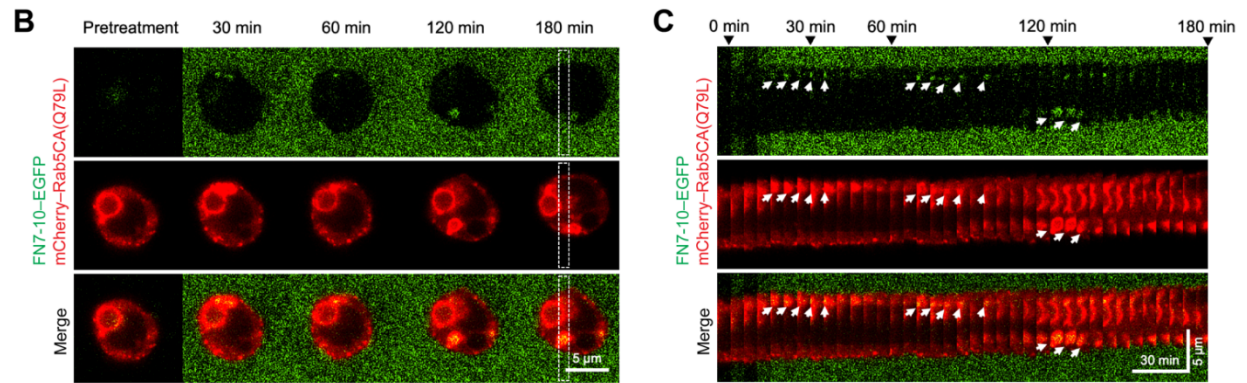 B
Pretreatment 30 min 60 min 120 min 180 min
FN7-10–EGFP
mCherry–Rab5CA(Q79L)
Merge
5 µm
C
0 min 30 min 60 min 120 min 180 min
FN7-10–EGFP
mCherry–Rab5CA(Q79L)
Merge
30 min
5 µm